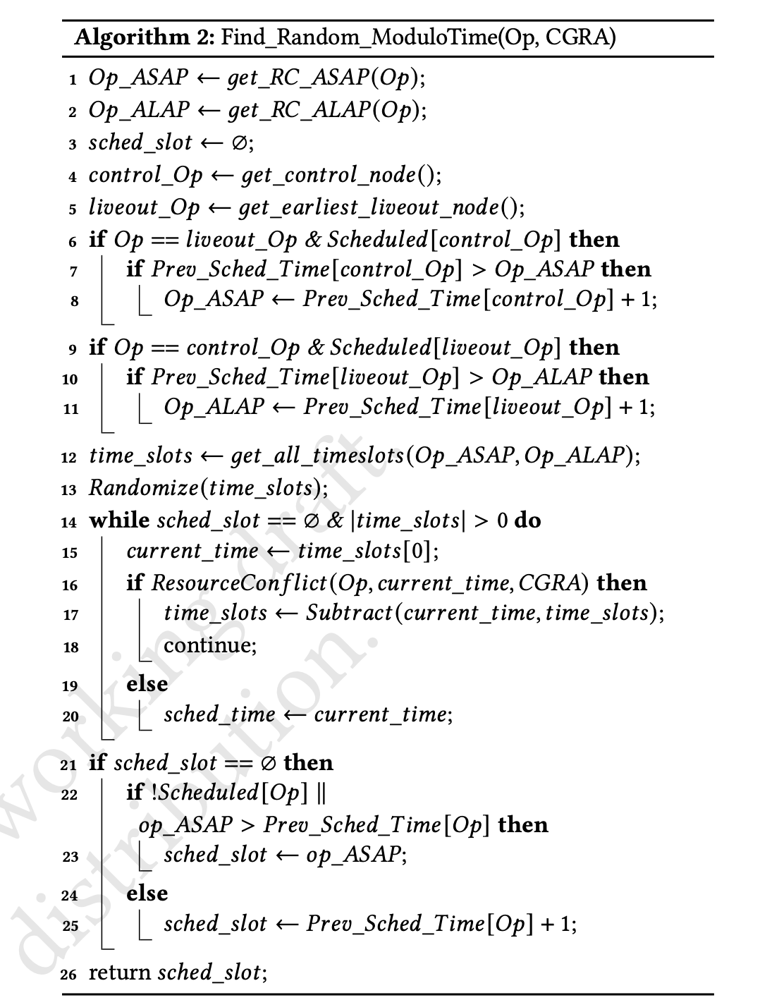 Algorithm 2: Find_Random_ModuloTime(Op, CGRA)
1 Op_ASAP ← get_RC_ASAP(Op);
2 Op_ALAP ← get_RC_ALAP(Op);
3 sched_slot ← ∅;
4 control_Op ← get_control_node();
5 liveout_Op ← get_earliest_liveout_node();
6 if Op == liveout_Op & Scheduled[control_Op] then
7 if Prev_Sched_Time[control_Op] > Op_ASAP then
8 Op_ASAP ← Prev_Sched_Time[control_Op] + 1;
9 if Op == control_Op & Scheduled[liveout_Op] then
10 if Prev_Sched_Time[liveout_Op] > Op_ALAP then
11 Op_ALAP ← Prev_Sched_Time[liveout_Op] + 1;
12 time_slots ← get_all_timeslots(Op_ASAP, Op_ALAP);
13 Randomize(time_slots);
14 while sched_slot == ∅ & |time_slots| > 0 do
15 current_time ← time_slots[0];
16 if ResourceConflict(Op, current_time, CGRA) then
17 time_slots ← Subtract(current_time, time_slots);
18 continue;
19 else
20 sched_time ← current_time;
21 if sched_slot == ∅ then
22 if !Scheduled[Op] ||
op_ASAP > Prev_Sched_Time[Op] then
23 sched_slot ← op_ASAP;
24 else
25 sched_slot ← Prev_Sched_Time[Op] + 1;
26 return sched_slot;
working draft.
distribution.